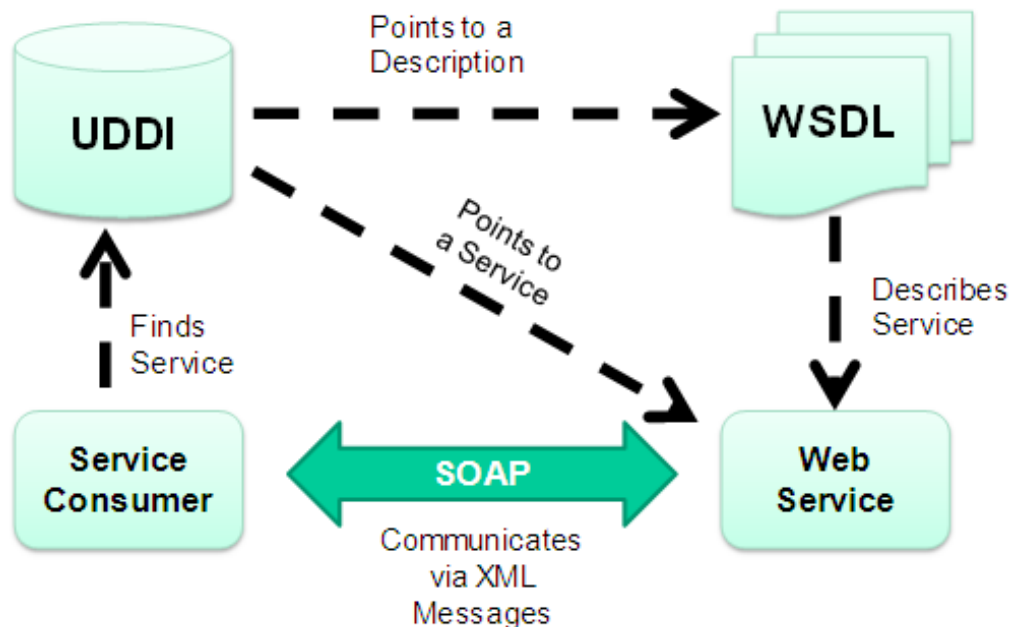 Points to a
Description
UDDI
WSDL
Points to
a Service
Finds
Service
Describes
Service
Service
Consumer
SOAP
Web
Service
Communicates
via XML
Messages